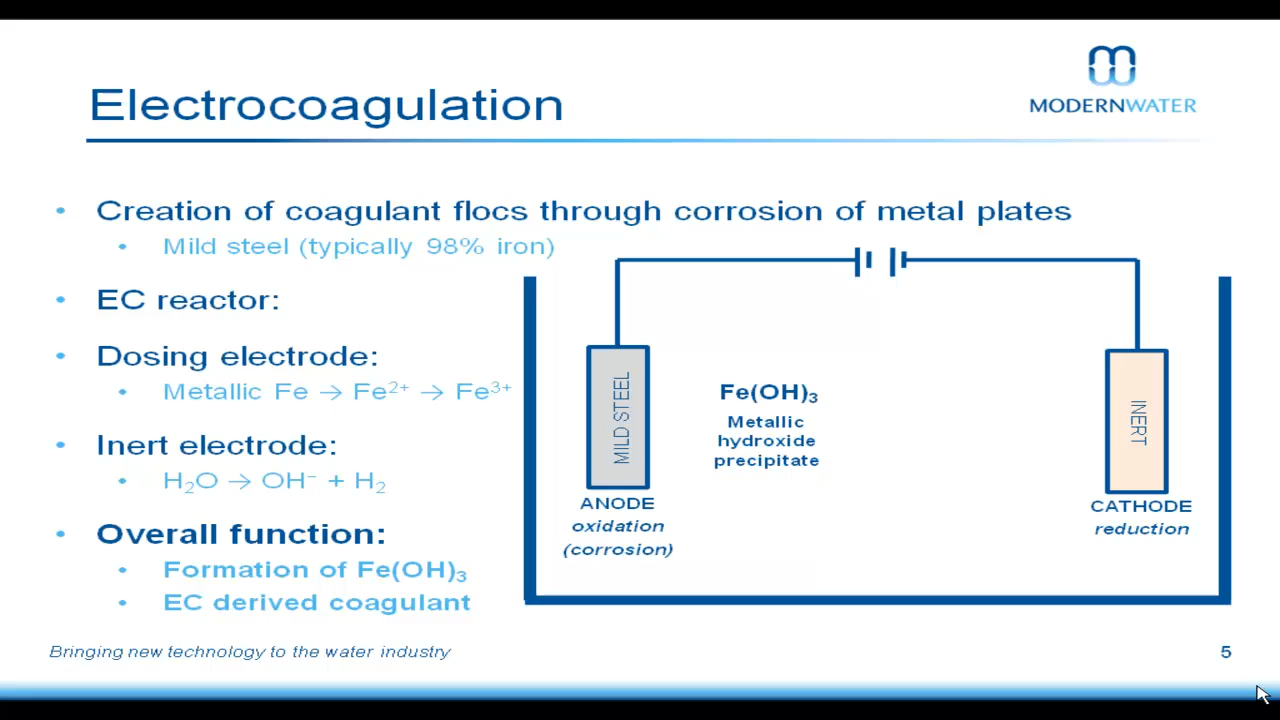 Electrocoagulation
MODERNWATER
• Creation of coagulant flocs through corrosion of metal plates
• Mild steel (typically 98% iron)
• EC reactor:
• Dosing electrode:
• Metallic Fe → Fe²⁺ → Fe³⁺
• Inert electrode:
• H₂O → OH⁻ + H₂
• Overall function:
• Formation of Fe(OH)₃
• EC derived coagulant
MILD STEEL
ANODE
oxidation
(corrosion)
Fe(OH)₃
Metallic
hydroxide
precipitate
INERT
CATHODE
reduction
Bringing new technology to the water industry
5